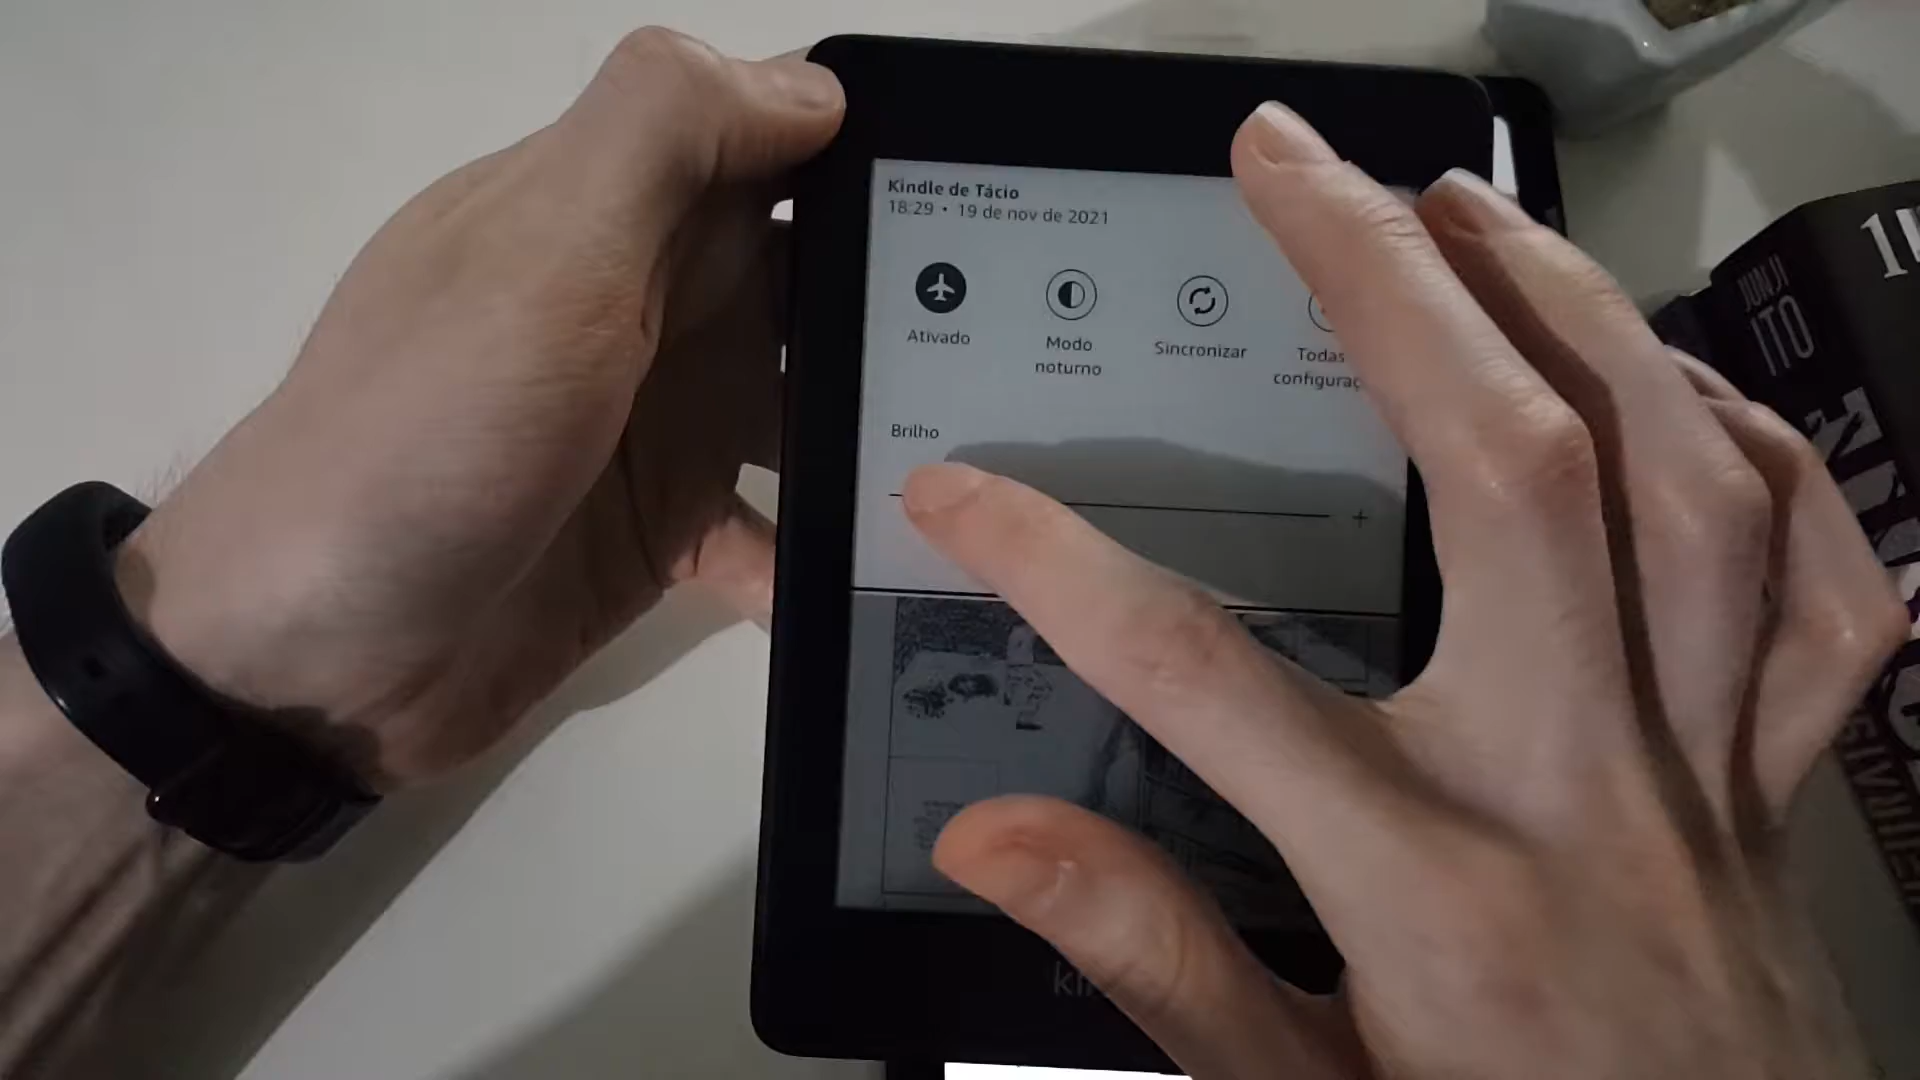 Kindle de Tácio
18:29 • 19 de nov de 2021
Ativado
Modo
noturno
Sincronizar
Todas
Brilho
+
JUNJI
ITO